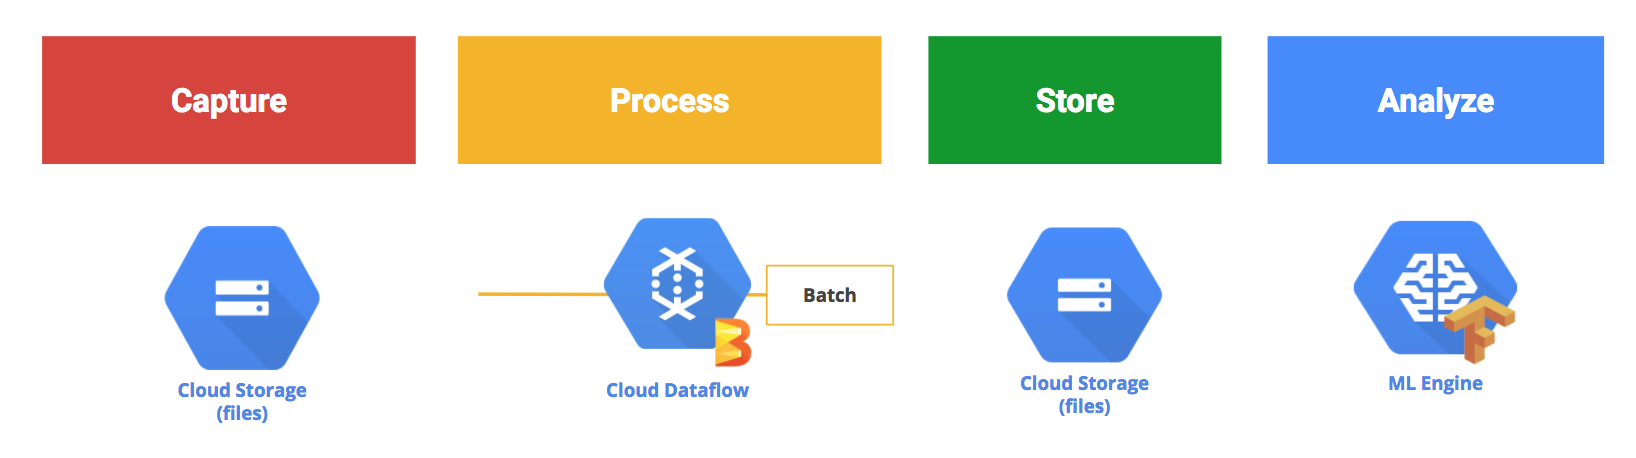 Capture
Process
Store
Analyze
Batch
Cloud Storage
(files)
Cloud Dataflow
Cloud Storage
(files)
ML Engine